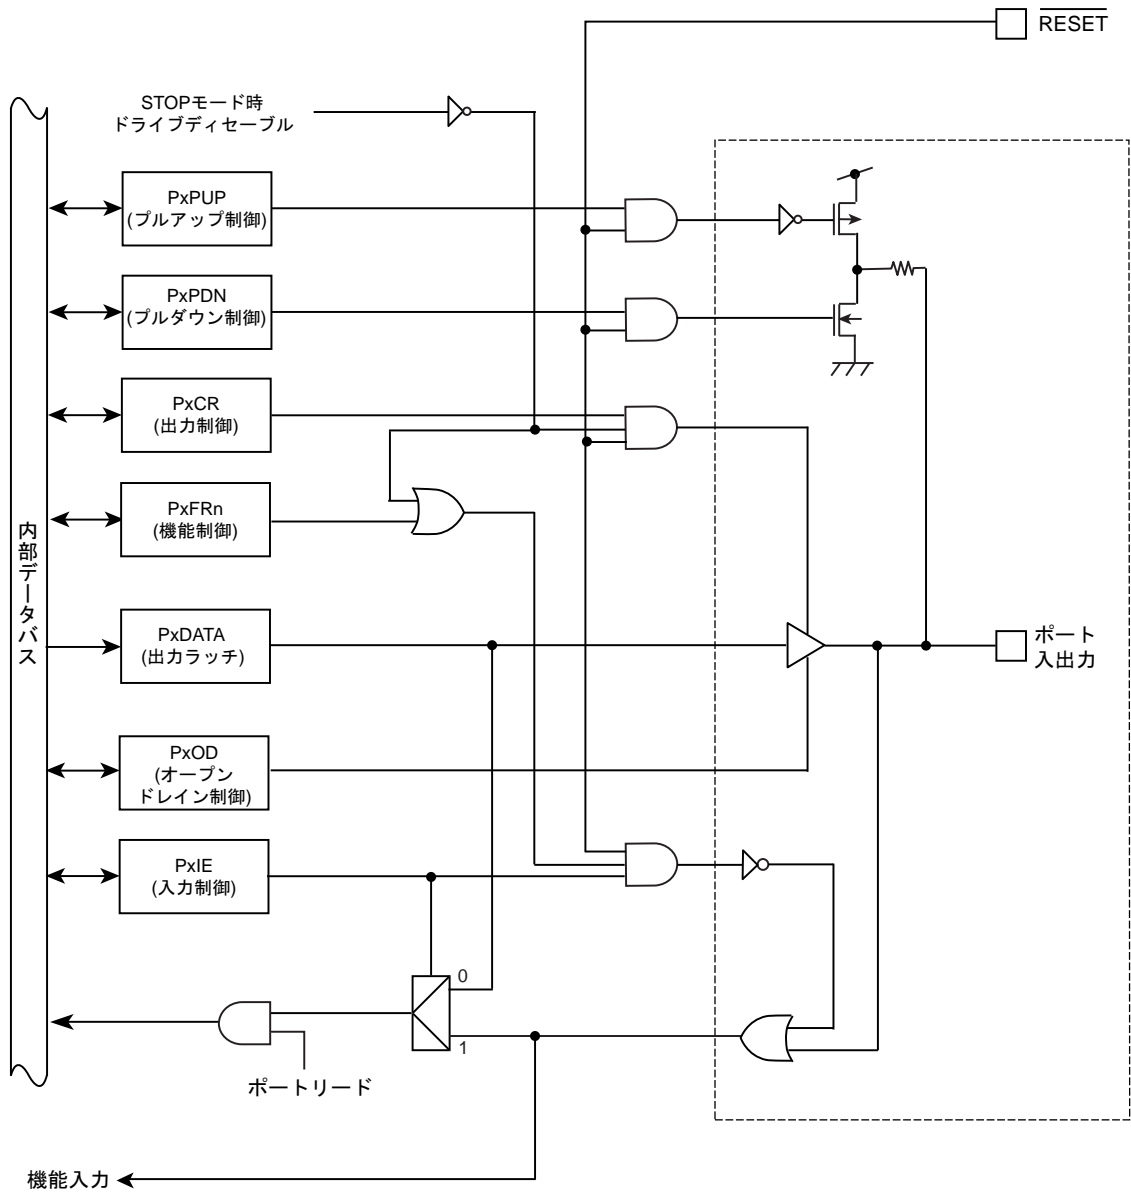 RESET
STOPモード時
ドライブディセーブル
PxPUP
(プルアップ制御)
PxPDN
(プルダウン制御)
PxCR
(出力制御)
PxFRn
(機能制御)
内部データバス
PxDATA
(出力ラッチ)
ポート
入出力
PxOD
(オープン
ドレイン制御)
PxIE
(入力制御)
0
1
ポートリード
機能入力